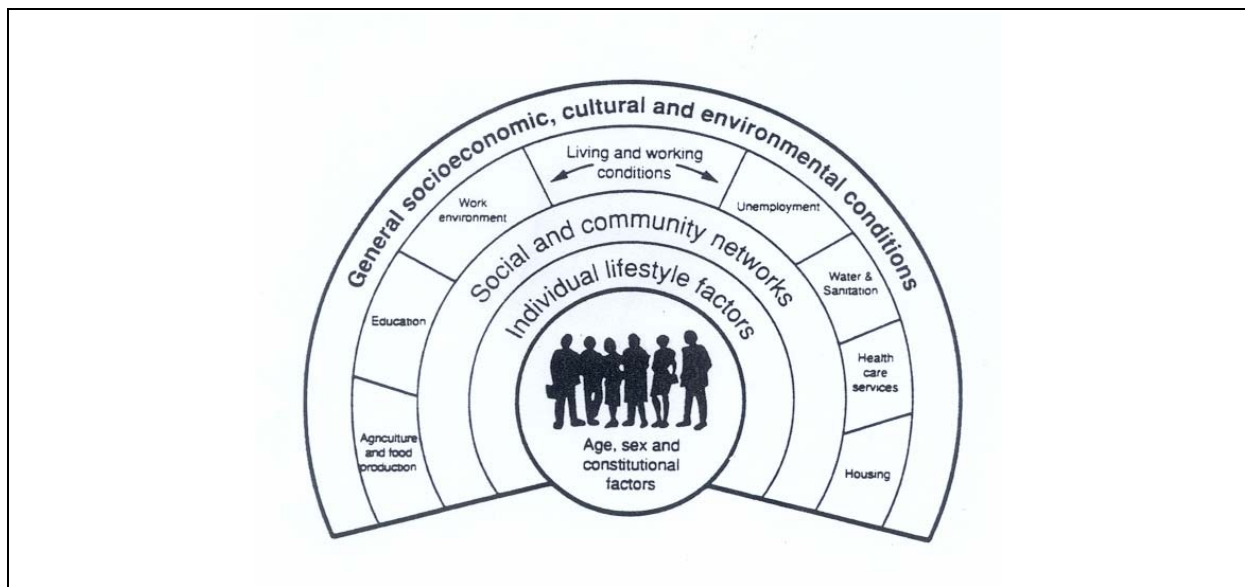 General socioeconomic, cultural and environmental conditions
Living and working
conditions
Work
environment
Unemployment
Education
Water &
Sanitation
Agriculture
and food
production
Health
care
services
Housing
Social and community networks
Individual lifestyle factors
Age, sex and
constitutional
factors